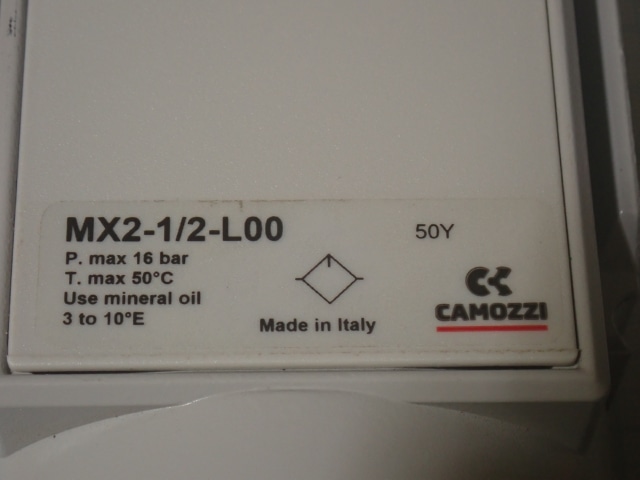 MX2-1/2-L00
50Y
P. max 16 bar
T. max 50°C
Use mineral oil
3 to 10°E
Made in Italy
CAMOZZI